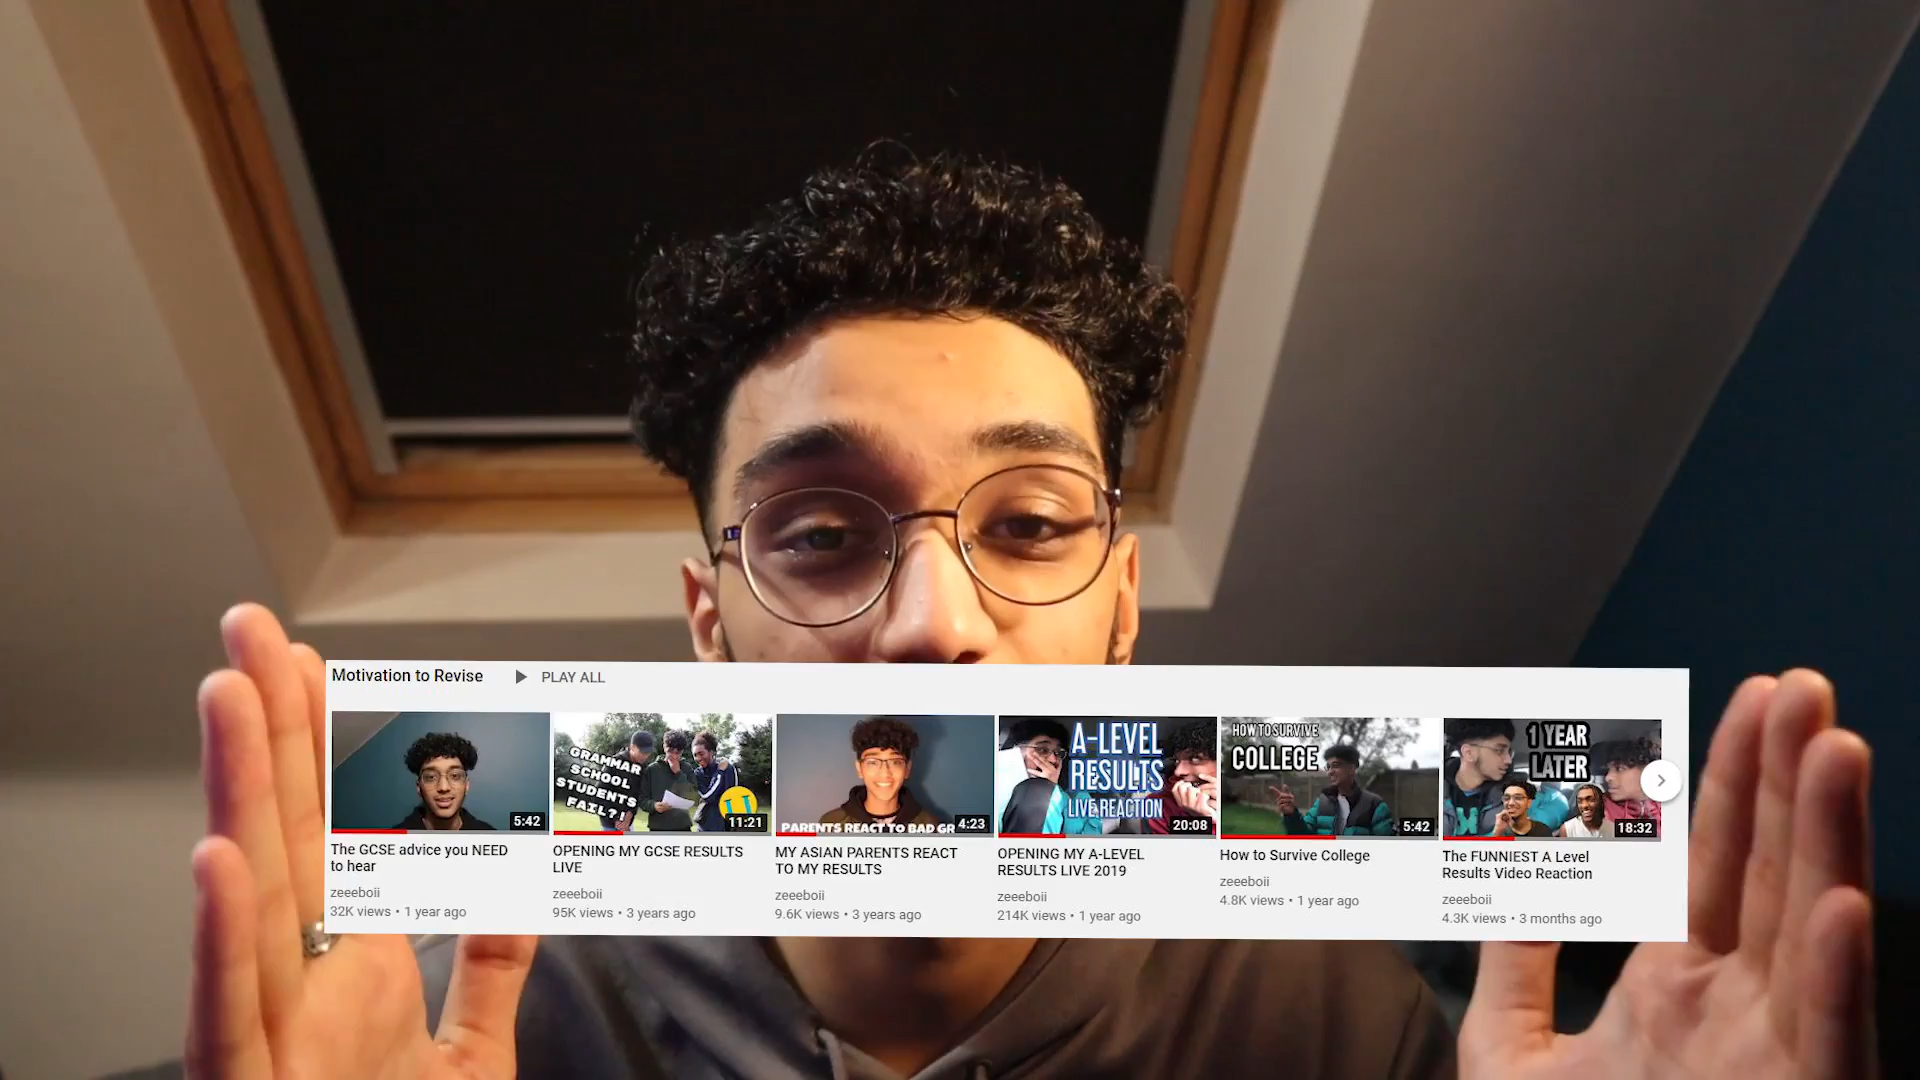 Motivation to Revise
PLAY ALL
GRAMMAR
SCHOOL
STUDENTS
FAIL?!
PARENTS REACT TO BAD GR
A-LEVEL
RESULTS
LIVE REACTION
HOW TO SURVIVE
COLLEGE
1 YEAR
LATER
5:42
11:21
4:23
20:08
5:42
18:32
The GCSE advice you NEED
to hear
zeeeboii
32K views • 1 year ago
OPENING MY GCSE RESULTS
LIVE
zeeeboii
95K views • 3 years ago
MY ASIAN PARENTS REACT
TO MY RESULTS
zeeeboii
9.6K views • 3 years ago
OPENING MY A-LEVEL
RESULTS LIVE 2019
zeeeboii
214K views • 1 year ago
How to Survive College
zeeeboii
4.8K views • 1 year ago
The FUNNIEST A Level
Results Video Reaction
zeeeboii
4.3K views • 3 months ago